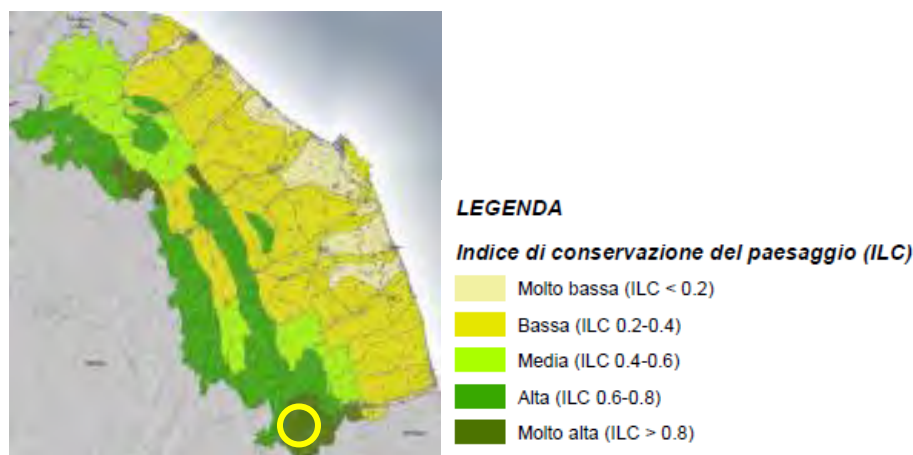 LEGENDA
Indice di conservazione del paesaggio (ILC)
Molto bassa (ILC < 0.2)
Bassa (ILC 0.2-0.4)
Media (ILC 0.4-0.6)
Alta (ILC 0.6-0.8)
Molto alta (ILC > 0.8)